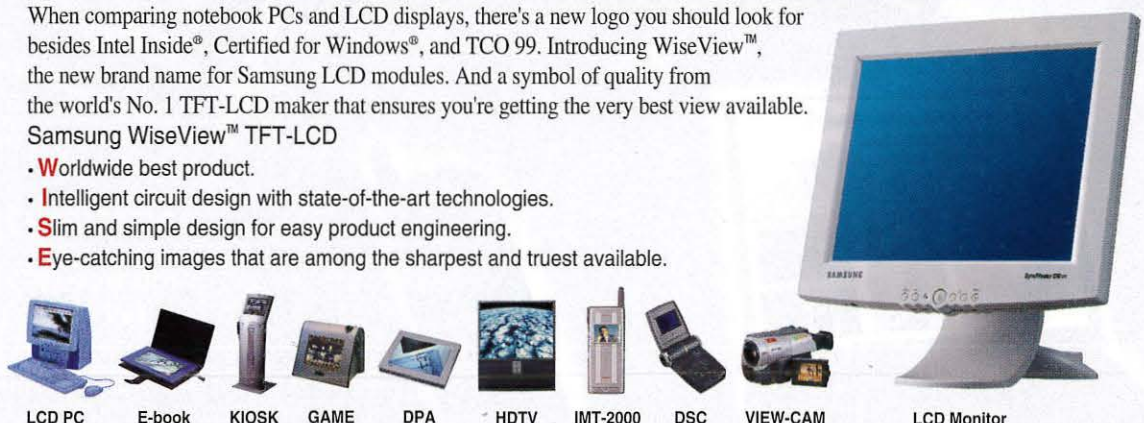 When comparing notebook PCs and LCD displays, there's a new logo you should look for
besides Intel Inside®, Certified for Windows®, and TCO 99. Introducing WiseView™,
the new brand name for Samsung LCD modules. And a symbol of quality from
the world's No. 1 TFT-LCD maker that ensures you're getting the very best view available.
Samsung WiseView™ TFT-LCD
· Worldwide best product.
· Intelligent circuit design with state-of-the-art technologies.
· Slim and simple design for easy product engineering.
· Eye-catching images that are among the sharpest and truest available.
SAMSUNG
LCD PC E-book KIOSK GAME DPA HDTV IMT-2000 DSC VIEW-CAM LCD Monitor